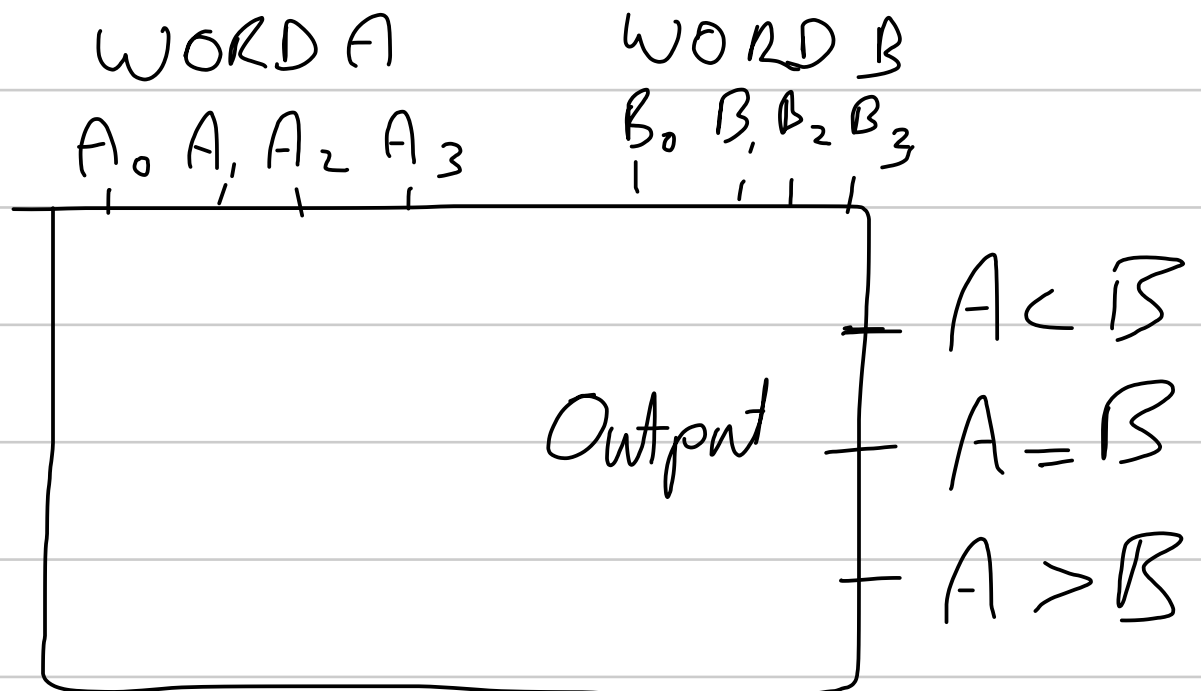 WORD A WORD B
A₀ A₁ A₂ A₃ B₀ B₁ B₂ B₃
A < B
Output A = B
A > B